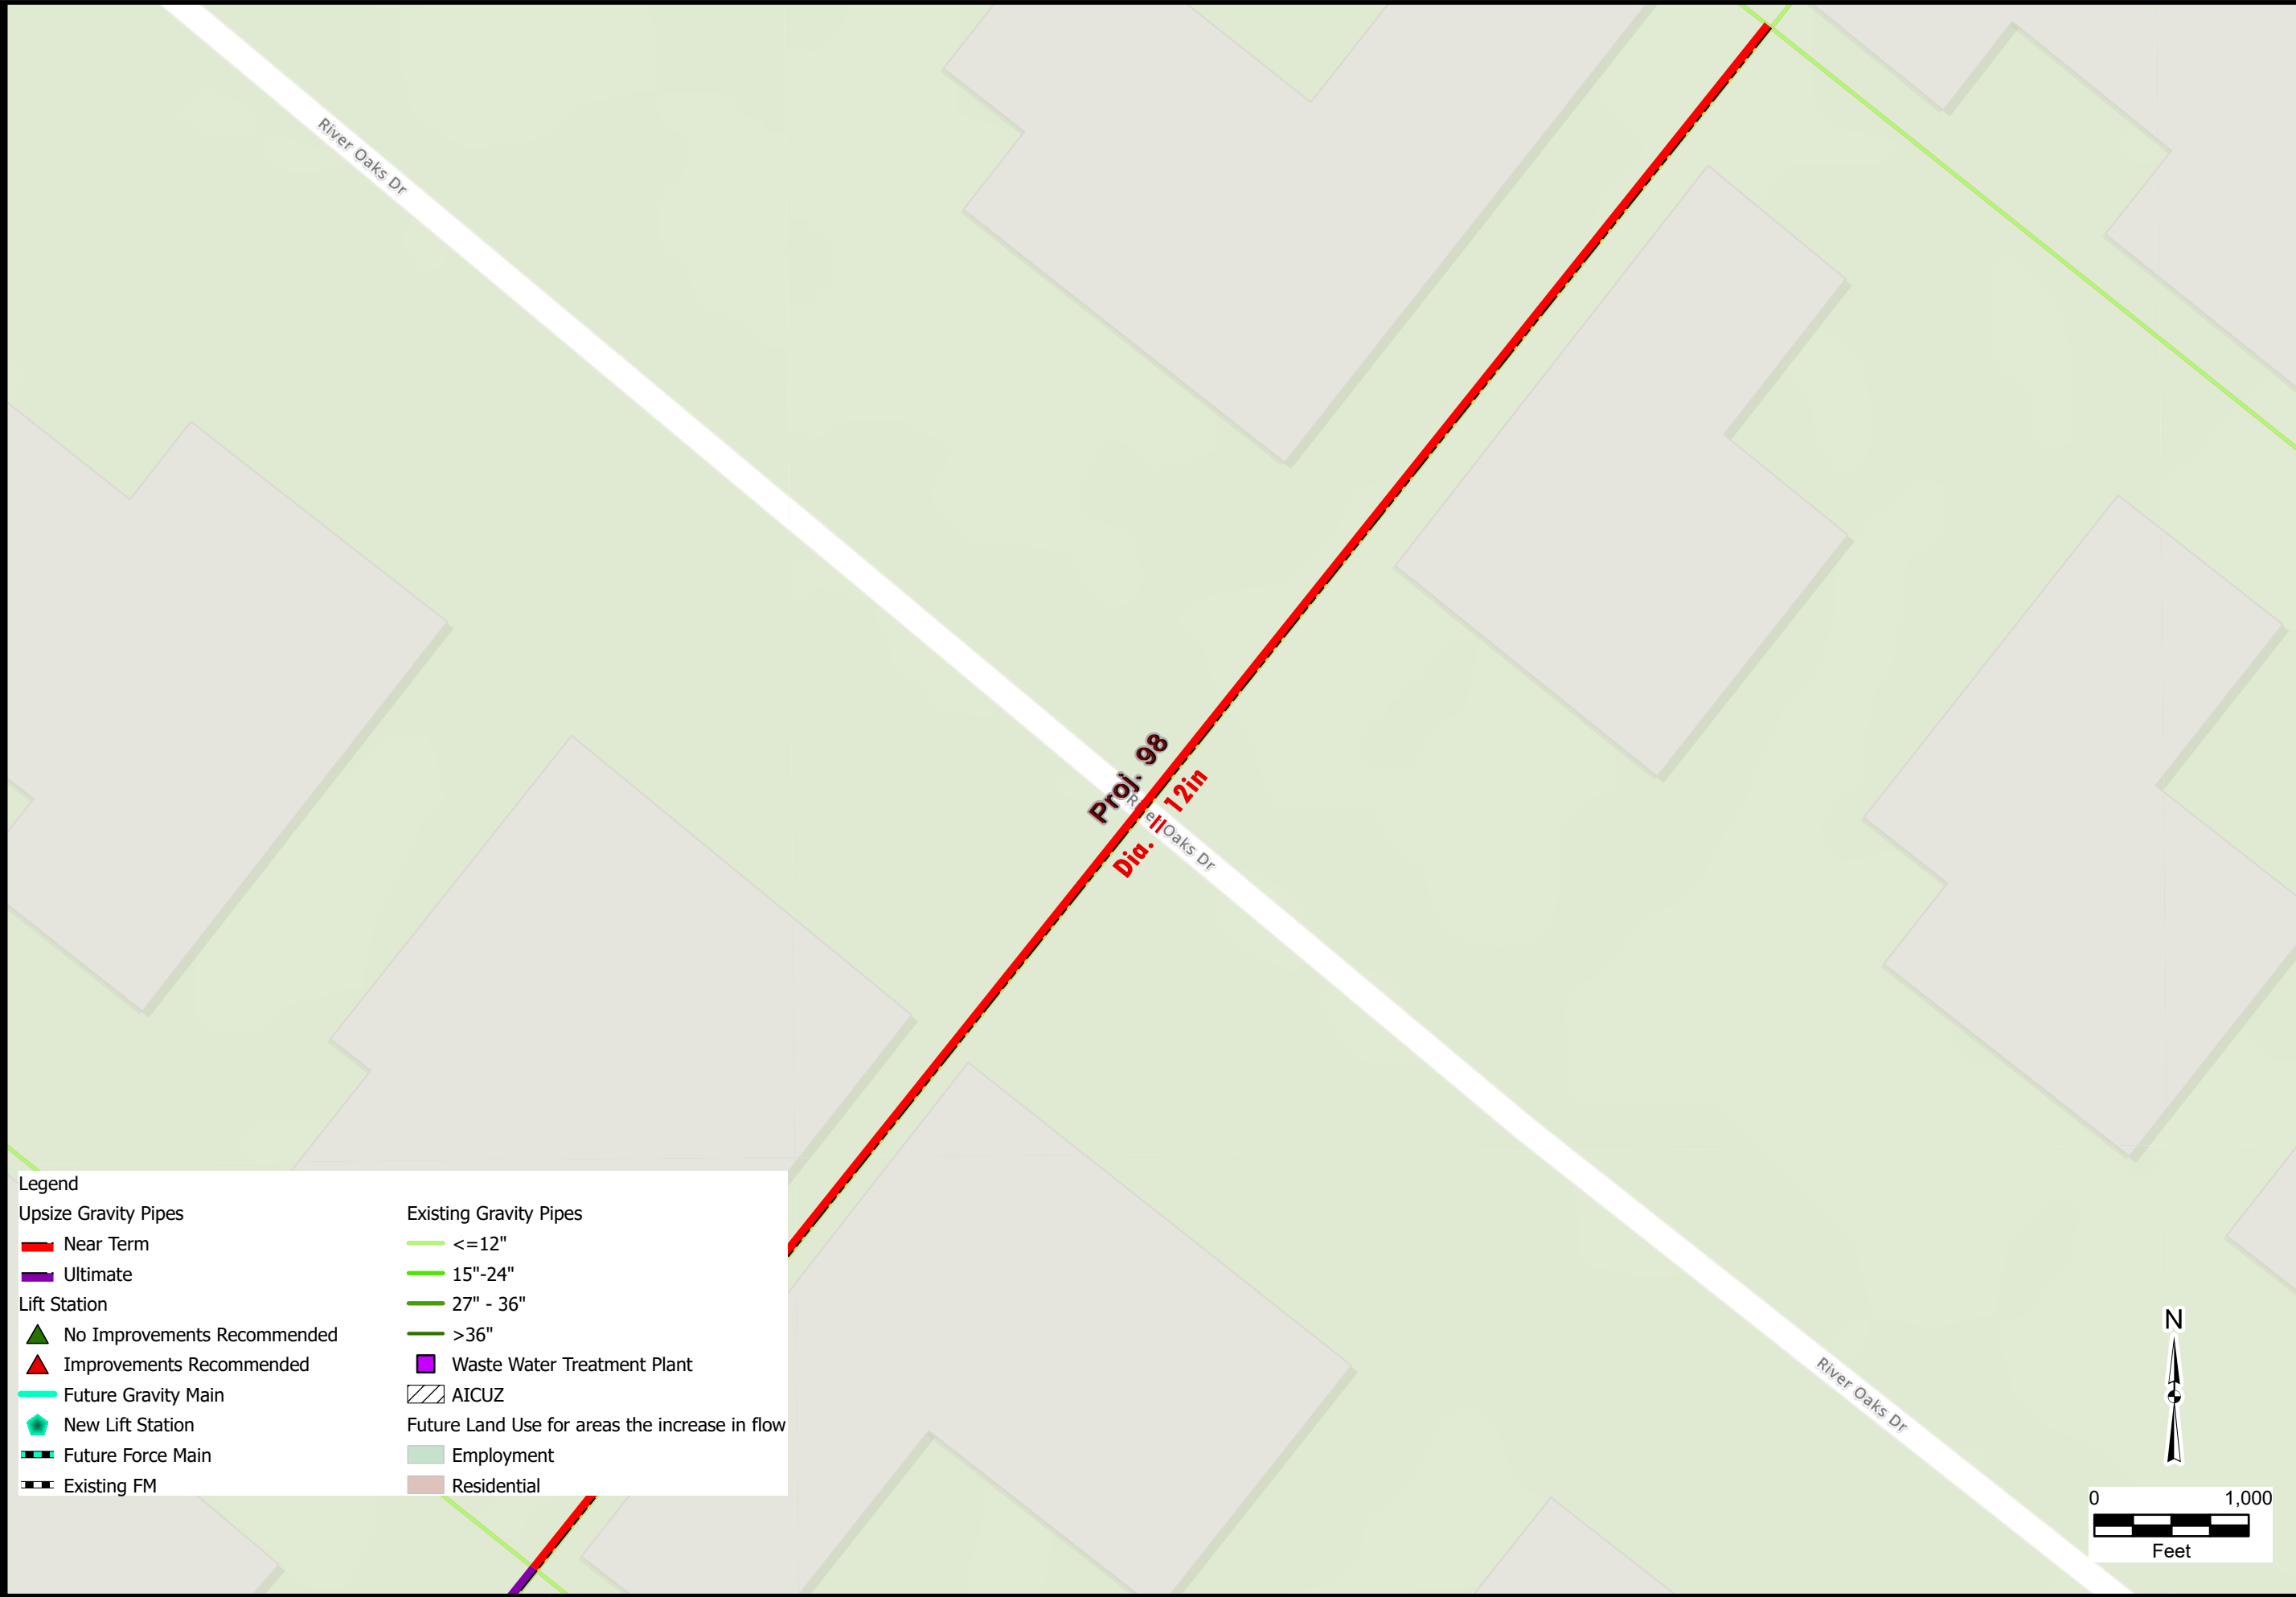 River Oaks Dr
Proj. 98
Dia. = 12in
River Oaks Dr
River Oaks Dr
Legend
Upsize Gravity Pipes
Near Term
Ultimate
Lift Station
No Improvements Recommended
Improvements Recommended
Future Gravity Main
New Lift Station
Future Force Main
Existing FM
Existing Gravity Pipes
<=12"
15"-24"
27" - 36"
>36"
Waste Water Treatment Plant
AICUZ
Future Land Use for areas the increase in flow
Employment
Residential
N
0 1,000
Feet